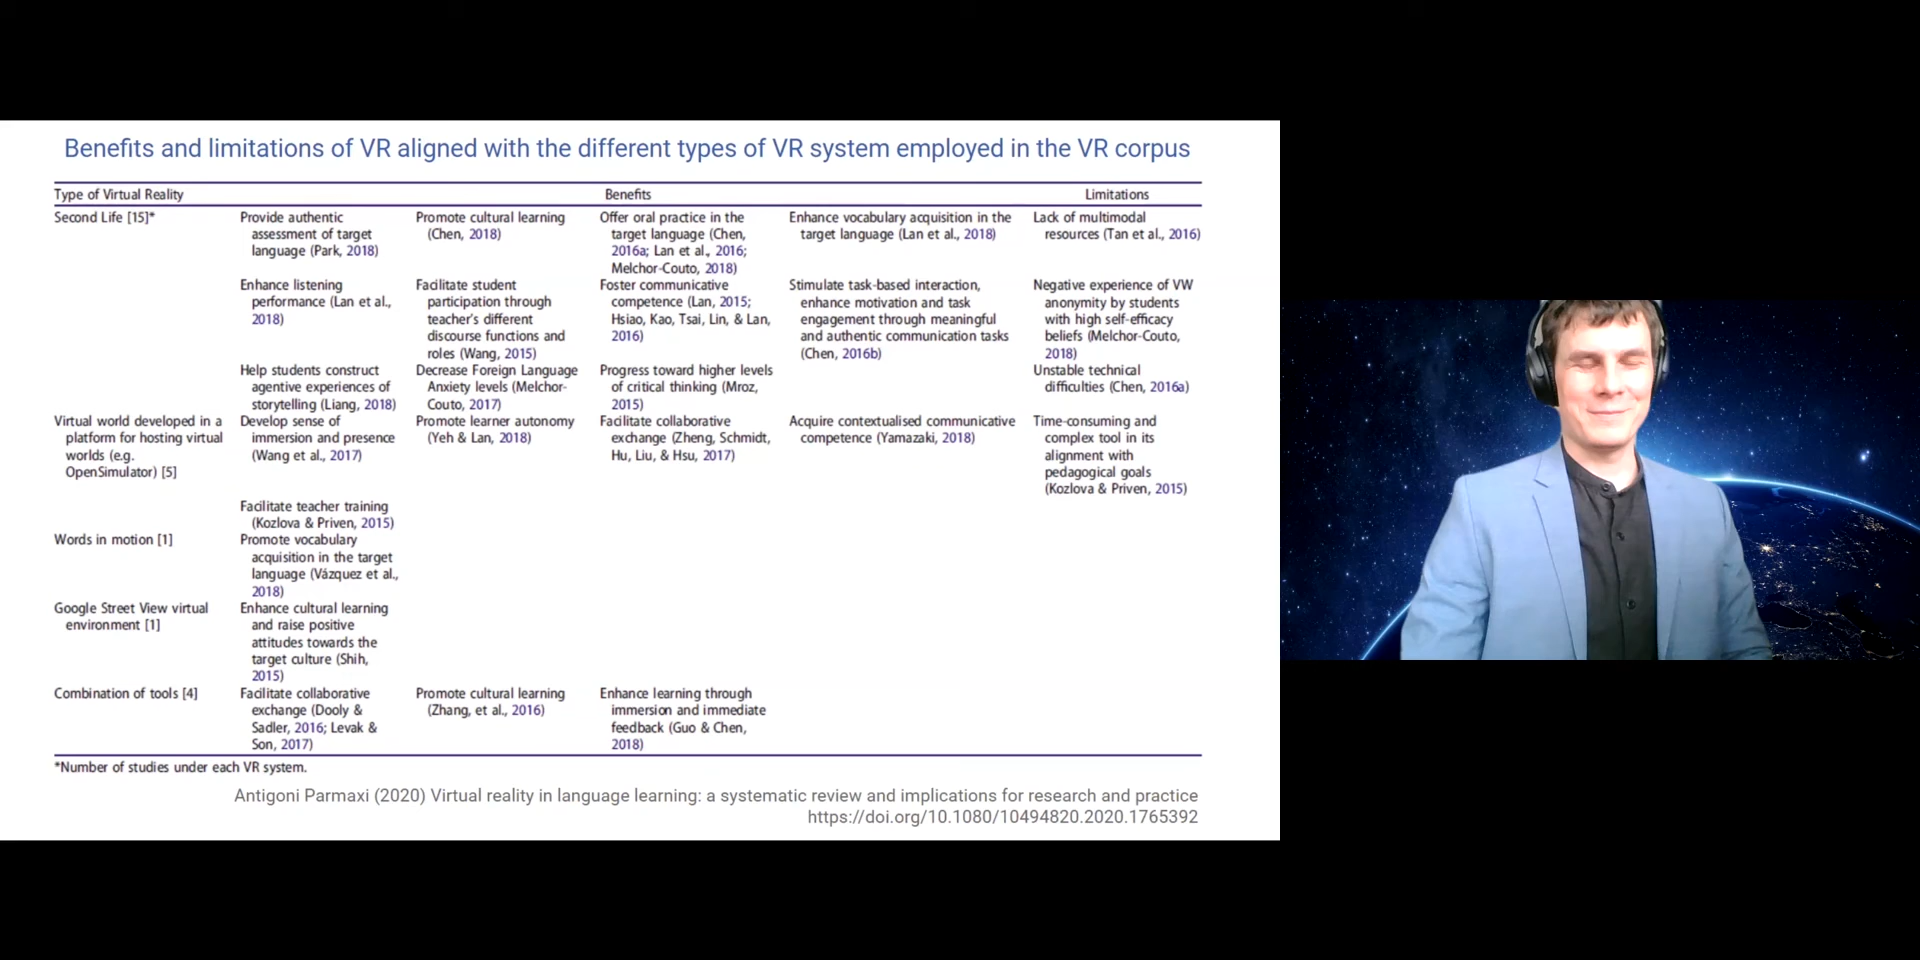 Benefits and limitations of VR aligned with the different types of VR system employed in the VR corpus
Type of Virtual Reality
Benefits
Limitations
Second Life [15]*
Provide authentic
assessment of target
language (Park, 2018)
Promote cultural learning
(Chen, 2018)
Offer oral practice in the
target language (Chen,
2016a; Lan et al., 2016;
Melchor-Couto, 2018)
Enhance vocabulary acquisition in the
target language (Lan et al., 2018)
Lack of multimodal
resources (Tan et al., 2016)
Enhance listening
performance (Lan et al.,
2018)
Facilitate student
participation through
teacher's different
discourse functions and
roles (Wang, 2015)
Foster communicative
competence (Lan, 2015;
Hsiao, Kao, Tsai, Lin, & Lan,
2016)
Stimulate task-based interaction,
enhance motivation and task
engagement through meaningful
and authentic communication tasks
(Chen, 2016b)
Negative experience of VW
anonymity by students
with high self-efficacy
beliefs (Melchor-Couto,
2018)
Help students construct
agentive experiences of
storytelling (Liang, 2018)
Decrease Foreign Language
Anxiety levels (Melchor-
Couto, 2017)
Progress toward higher levels
of critical thinking (Mroz,
2015)
Unstable technical
difficulties (Chen, 2016a)
Virtual world developed in a
platform for hosting virtual
worlds (e.g.
OpenSimulator) [5]
Develop sense of
immersion and presence
(Wang et al., 2017)
Promote learner autonomy
(Yeh & Lan, 2018)
Facilitate collaborative
exchange (Zheng, Schmidt,
Hu, Liu, & Hsu, 2017)
Acquire contextualised communicative
competence (Yamazaki, 2018)
Time-consuming and
complex tool in its
alignment with
pedagogical goals
(Kozlova & Priven, 2015)
Facilitate teacher training
(Kozlova & Priven, 2015)
Words in motion [1]
Promote vocabulary
acquisition in the target
language (Vázquez et al.,
2018)
Google Street View virtual
environment [1]
Enhance cultural learning
and raise positive
attitudes towards the
target culture (Shih,
2015)
Combination of tools [4]
Facilitate collaborative
exchange (Dooly &
Sadler, 2016; Levak &
Son, 2017)
Promote cultural learning
(Zhang, et al., 2016)
Enhance learning through
immersion and immediate
feedback (Guo & Chen,
2018)
*Number of studies under each VR system.
Antigoni Parmaxi (2020) Virtual reality in language learning: a systematic review and implications for research and practice
https://doi.org/10.1080/10494820.2020.1765392